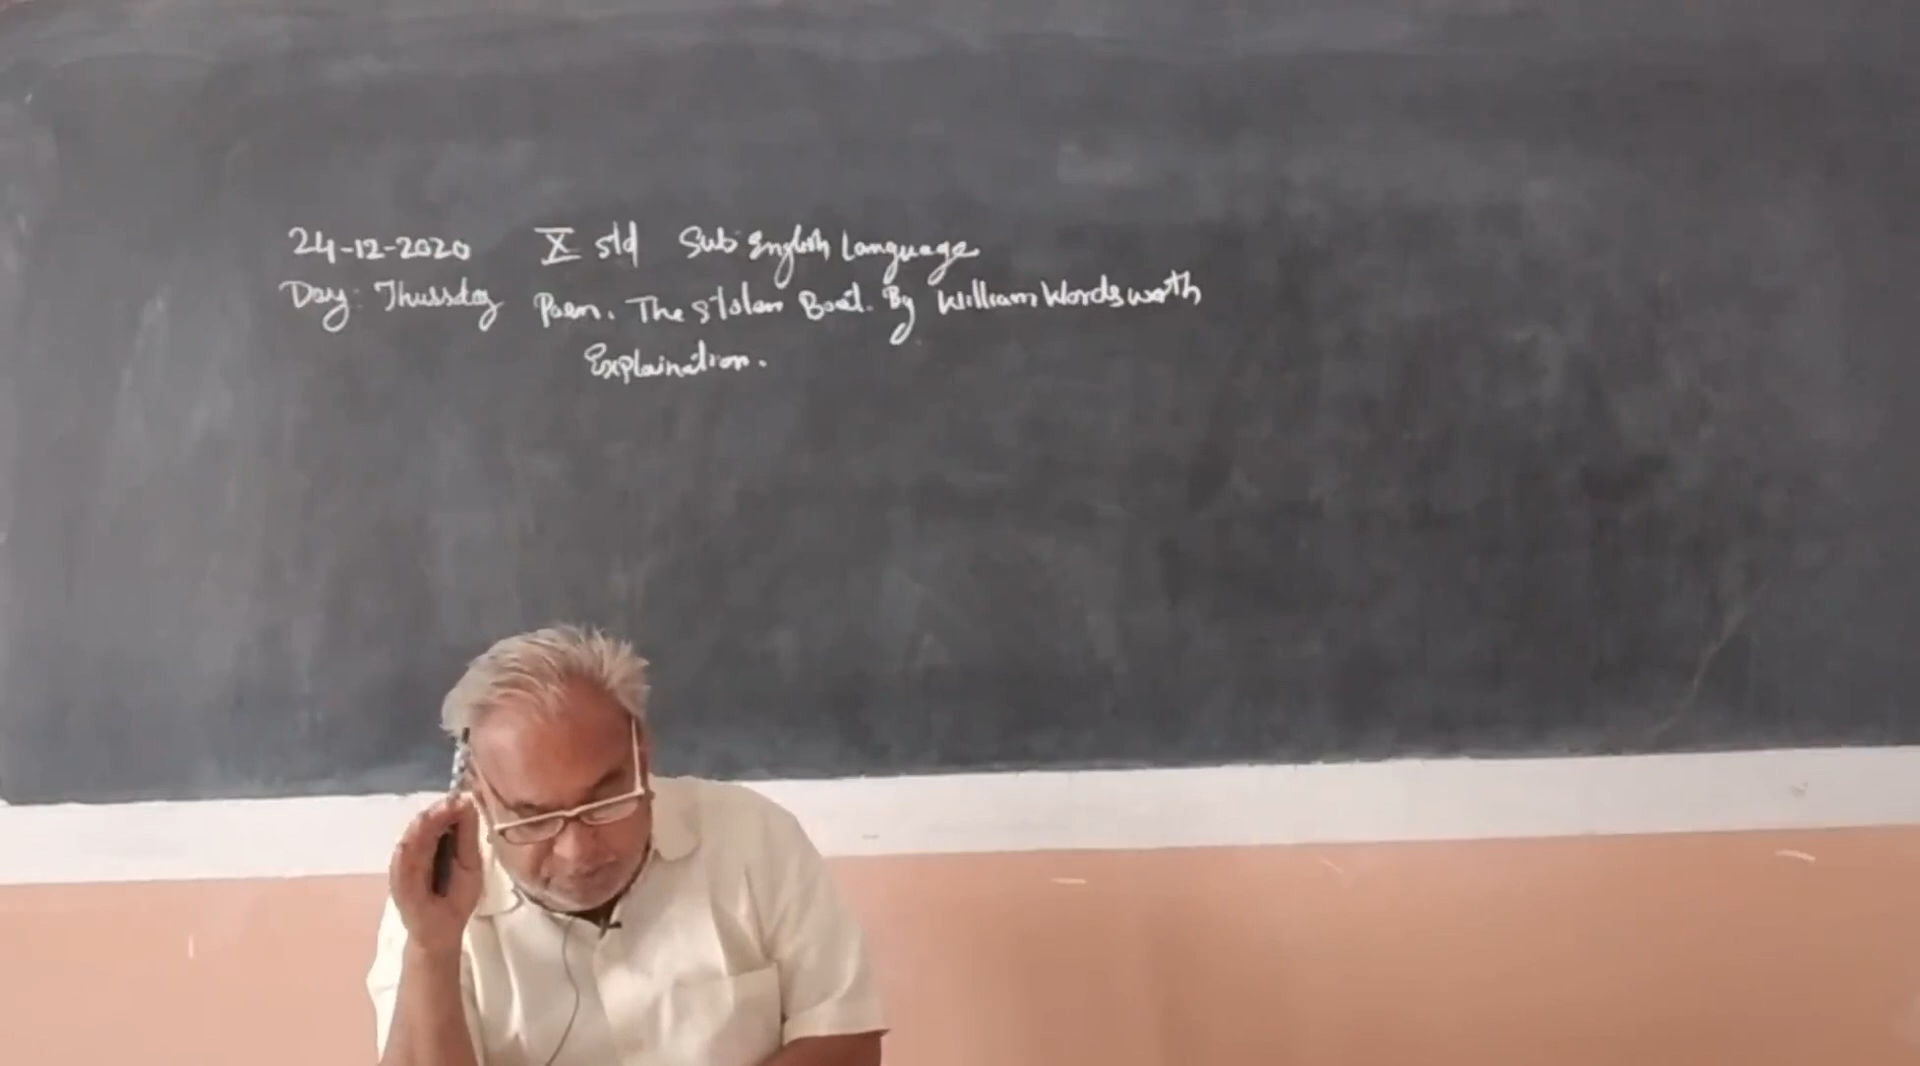 24-12-2020 X std Sub English Language
Day: Thursday Poem. The Stolen Boat. By William Wordsworth
Explaination.